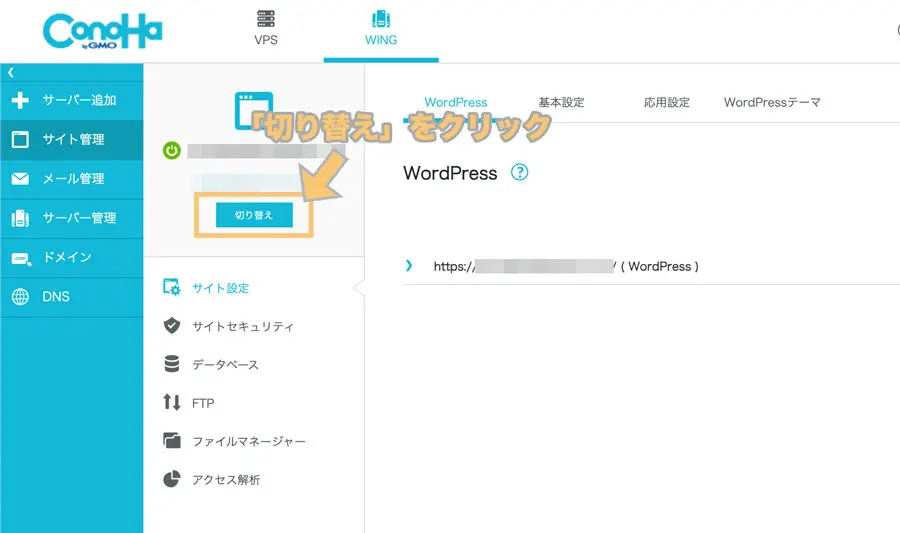 ConoHa
by GMO
VPS
WING
サーバー追加
サイト管理
メール管理
サーバー管理
ドメイン
DNS
「切り替え」をクリック
切り替え
サイト設定
サイトセキュリティ
データベース
FTP
ファイルマネージャー
アクセス解析
WordPress
基本設定
応用設定
WordPressテーマ
WordPress ?
https:// / ( WordPress )